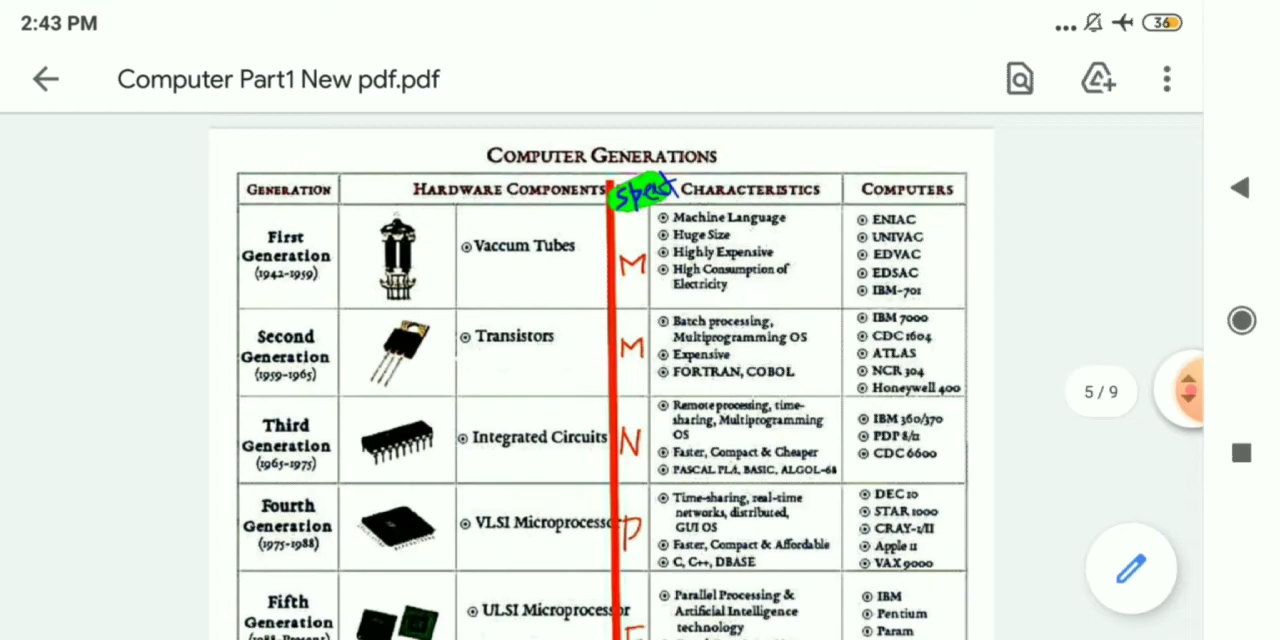 2:43 PM
36
Computer Part1 New pdf.pdf
COMPUTER GENERATIONS
GENERATION
HARDWARE COMPONENTS
Speed
CHARACTERISTICS
COMPUTERS
First
Generation
(1942-1959)
Vaccum Tubes
M
Machine Language
Huge Size
Highly Expensive
High Consumption of
Electricity
ENIAC
UNIVAC
EDVAC
EDSAC
IBM-701
Second
Generation
(1959-1965)
Transistors
M
Batch processing,
Multiprogramming OS
Expensive
FORTRAN, COBOL
IBM 7000
CDC 1604
ATLAS
NCR 304
Honeywell 400
Third
Generation
(1965-1975)
Integrated Circuits
N
Remote processing, time-
sharing, Multiprogramming
OS
Faster, Compact & Cheaper
PASCAL PL/1, BASIC, ALGOL-68
IBM 360/370
PDP 8/11
CDC 6600
Fourth
Generation
(1975-1988)
VLSI Microprocessor
P
Time-sharing, real-time
networks, distributed,
GUI OS
Faster, Compact & Affordable
C, C++, DBASE
DEC 10
STAR 1000
CRAY-1/II
Apple II
VAX 9000
Fifth
Generation
(1988-Present)
ULSI Microprocessor
Parallel Processing &
Artificial Intelligence
technology
IBM
Pentium
Param
5 / 9